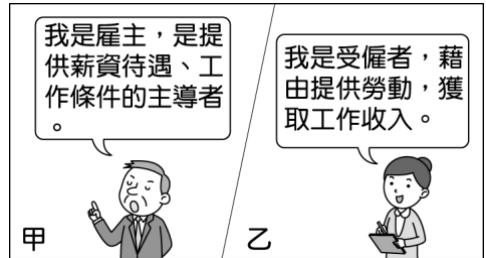 我是雇主，是提
供薪資待遇、工
作條件的主導者
。
甲
我是受僱者，藉
由提供勞動，獲
取工作收入。
乙